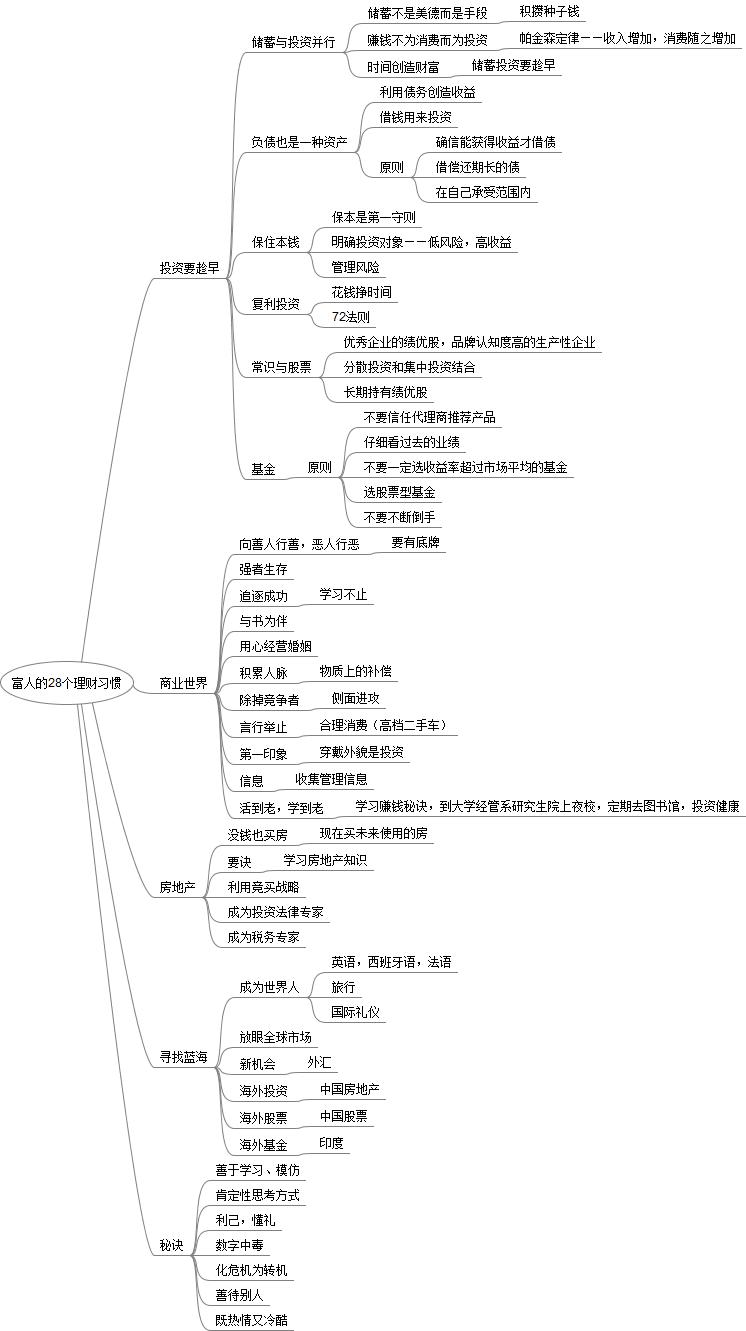 储蓄不是美德而是手段 积攒种子钱
储蓄与投资并行
赚钱不为消费而为投资 帕金森定律——收入增加，消费随之增加
时间创造财富 储蓄投资要趁早
利用债务创造收益
借钱用来投资
负债也是一种资产
确信能获得收益才借债
原则
借偿还期长的债
在自己承受范围内
保本是第一守则
保住本钱
明确投资对象——低风险，高收益
管理风险
投资要趁早
花钱挣时间
复利投资
72法则
优秀企业的绩优股，品牌认知度高的生产性企业
常识与股票
分散投资和集中投资结合
长期持有绩优股
不要信任代理商推荐产品
仔细看过去的业绩
基金
原则
不要一定选收益率超过市场平均的基金
选股票型基金
不要不断倒手
向善人行善，恶人行恶 要有底牌
强者生存
追逐成功 学习不止
与书为伴
用心经营婚姻
积累人脉 物质上的补偿
富人的28个理财习惯
商业世界
除掉竞争者 侧面进攻
言行举止 合理消费（高档二手车）
第一印象 穿戴外貌是投资
信息 收集管理信息
活到老，学到老 学习赚钱秘诀，到大学经管系研究生院上夜校，定期去图书馆，投资健康
没钱也买房 现在买未来使用的房
要诀 学习房地产知识
房地产
利用竟买战略
成为投资法律专家
成为税务专家
英语，西班牙语，法语
成为世界人
旅行
国际礼仪
放眼全球市场
寻找蓝海
新机会 外汇
海外投资 中国房地产
海外股票 中国股票
海外基金 印度
善于学习、模仿
肯定性思考方式
利己，懂礼
秘诀
数字中毒
化危机为转机
善待别人
既热情又冷酷